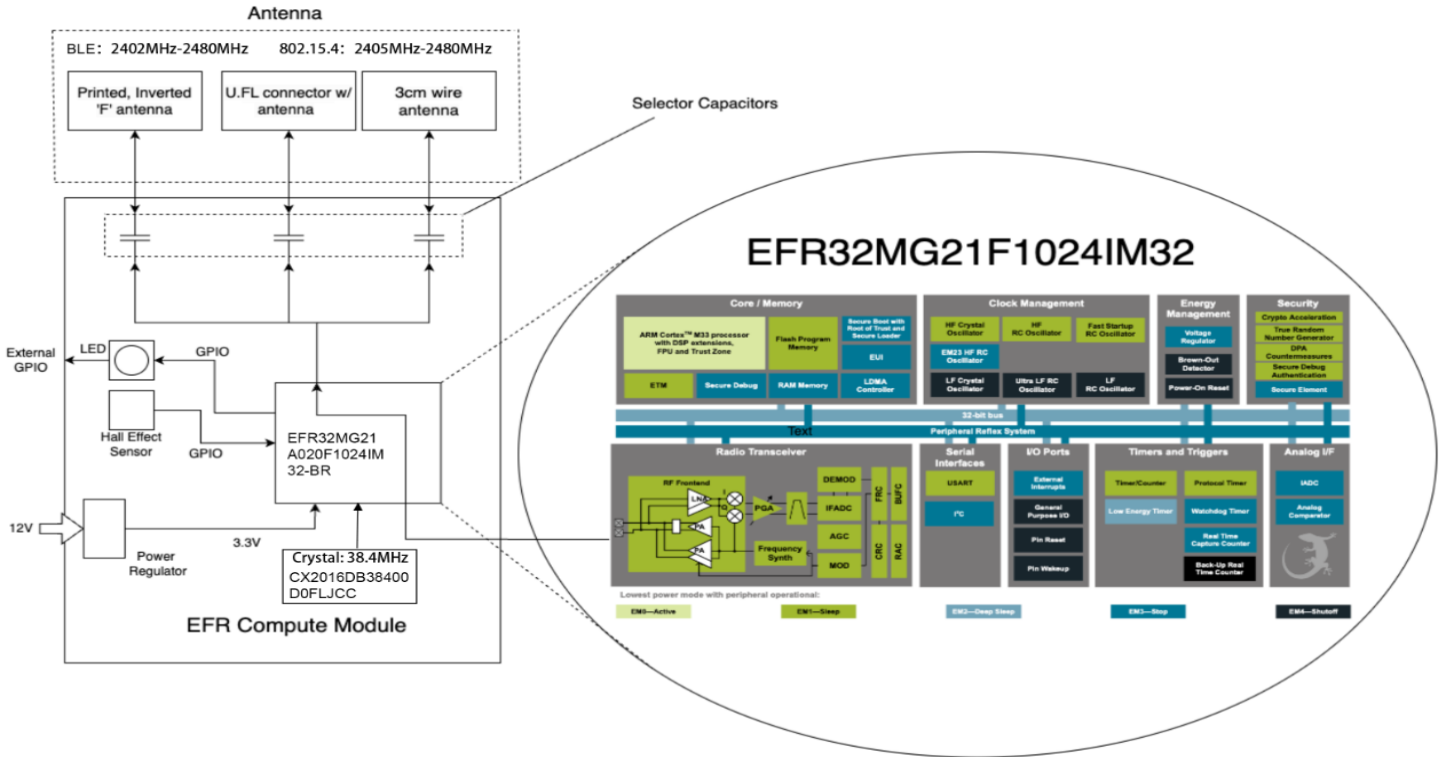 Antenna
BLE: 2402MHz-2480MHz
802.15.4: 2405MHz-2480MHz
Printed, Inverted
'F' antenna
U.FL connector w/
antenna
3cm wire
antenna
Selector Capacitors
External
GPIO
LED
GPIO
Hall Effect
Sensor
GPIO
EFR32MG21
A020F1024IM
32-BR
12V
Power
Regulator
3.3V
Crystal: 38.4MHz
CX2016DB38400
D0FLJCC
EFR Compute Module
EFR32MG21F1024IM32
Core / Memory
ARM Cortex™ M33 processor
with DSP extensions,
FPU and Trust Zone
Flash Program
Memory
Secure Boot with
Root of Trust and
Secure Loader
EUI
ETM
Secure Debug
RAM Memory
LDMA
Controller
Clock Management
HF Crystal
Oscillator
HF
RC Oscillator
Fast Startup
RC Oscillator
EM23 HF RC
Oscillator
LF Crystal
Oscillator
Ultra LF RC
Oscillator
LF
RC Oscillator
Energy
Management
Voltage
Regulator
Brown-Out
Detector
Power-On Reset
Security
Crypto Acceleration
True Random
Number Generator
DPA
Countermeasures
Secure Debug
Authentication
Secure Element
32-bit bus
Text
Peripheral Reflex System
Radio Transceiver
RF Frontend
LNA
PA
PA
I
Q
PGA
Frequency
Synth
DEMOD
IFADC
AGC
MOD
FRC
BUFC
CRC
RAC
Serial
Interfaces
USART
I²C
I/O Ports
External
Interrupts
General
Purpose I/O
Pin Reset
Pin Wakeup
Timers and Triggers
Timer/Counter
Protocol Timer
Low Energy Timer
Watchdog Timer
Real Time
Capture Counter
Back-Up Real
Time Counter
Analog I/F
IADC
Analog
Comparator
Lowest power mode with peripheral operational:
EM0—Active
EM1—Sleep
EM2—Deep Sleep
EM3—Stop
EM4—Shutoff